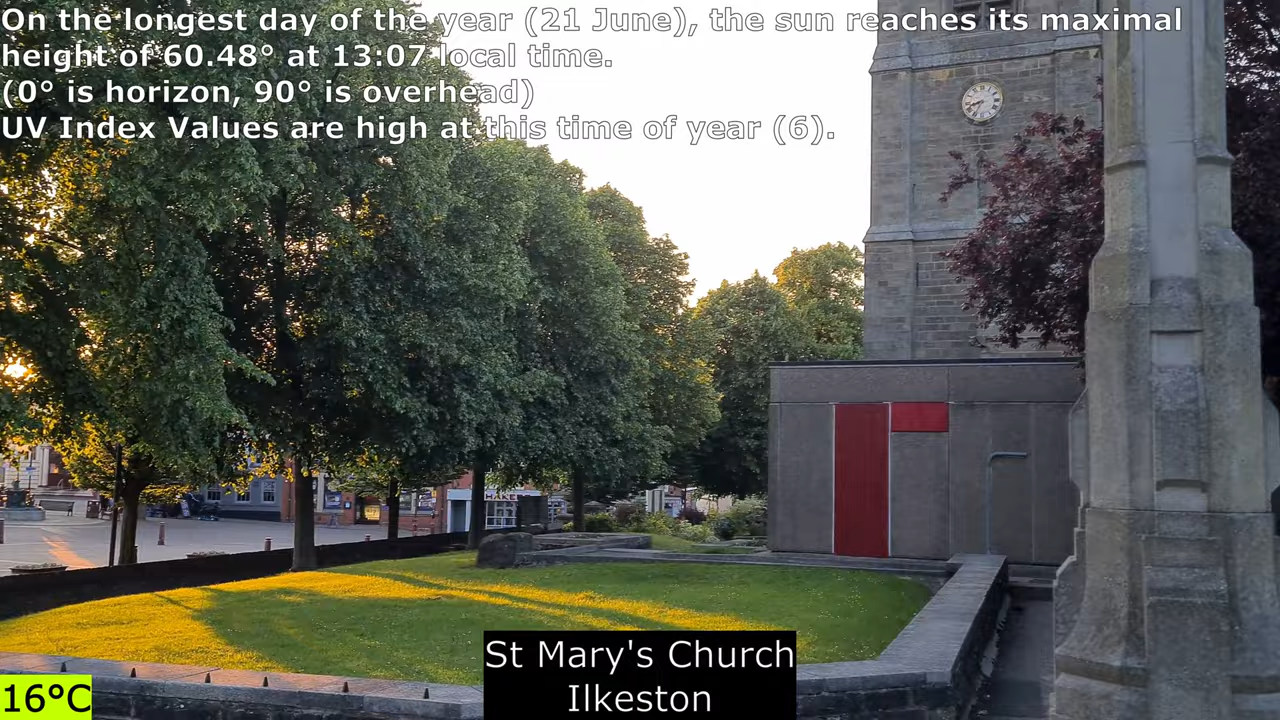 On the longest day of the year (21 June), the sun reaches its maximal
height of 60.48° at 13:07 local time.
(0° is horizon, 90° is overhead)
UV Index Values are high at this time of year (6).
St Mary's Church
Ilkeston
16°C